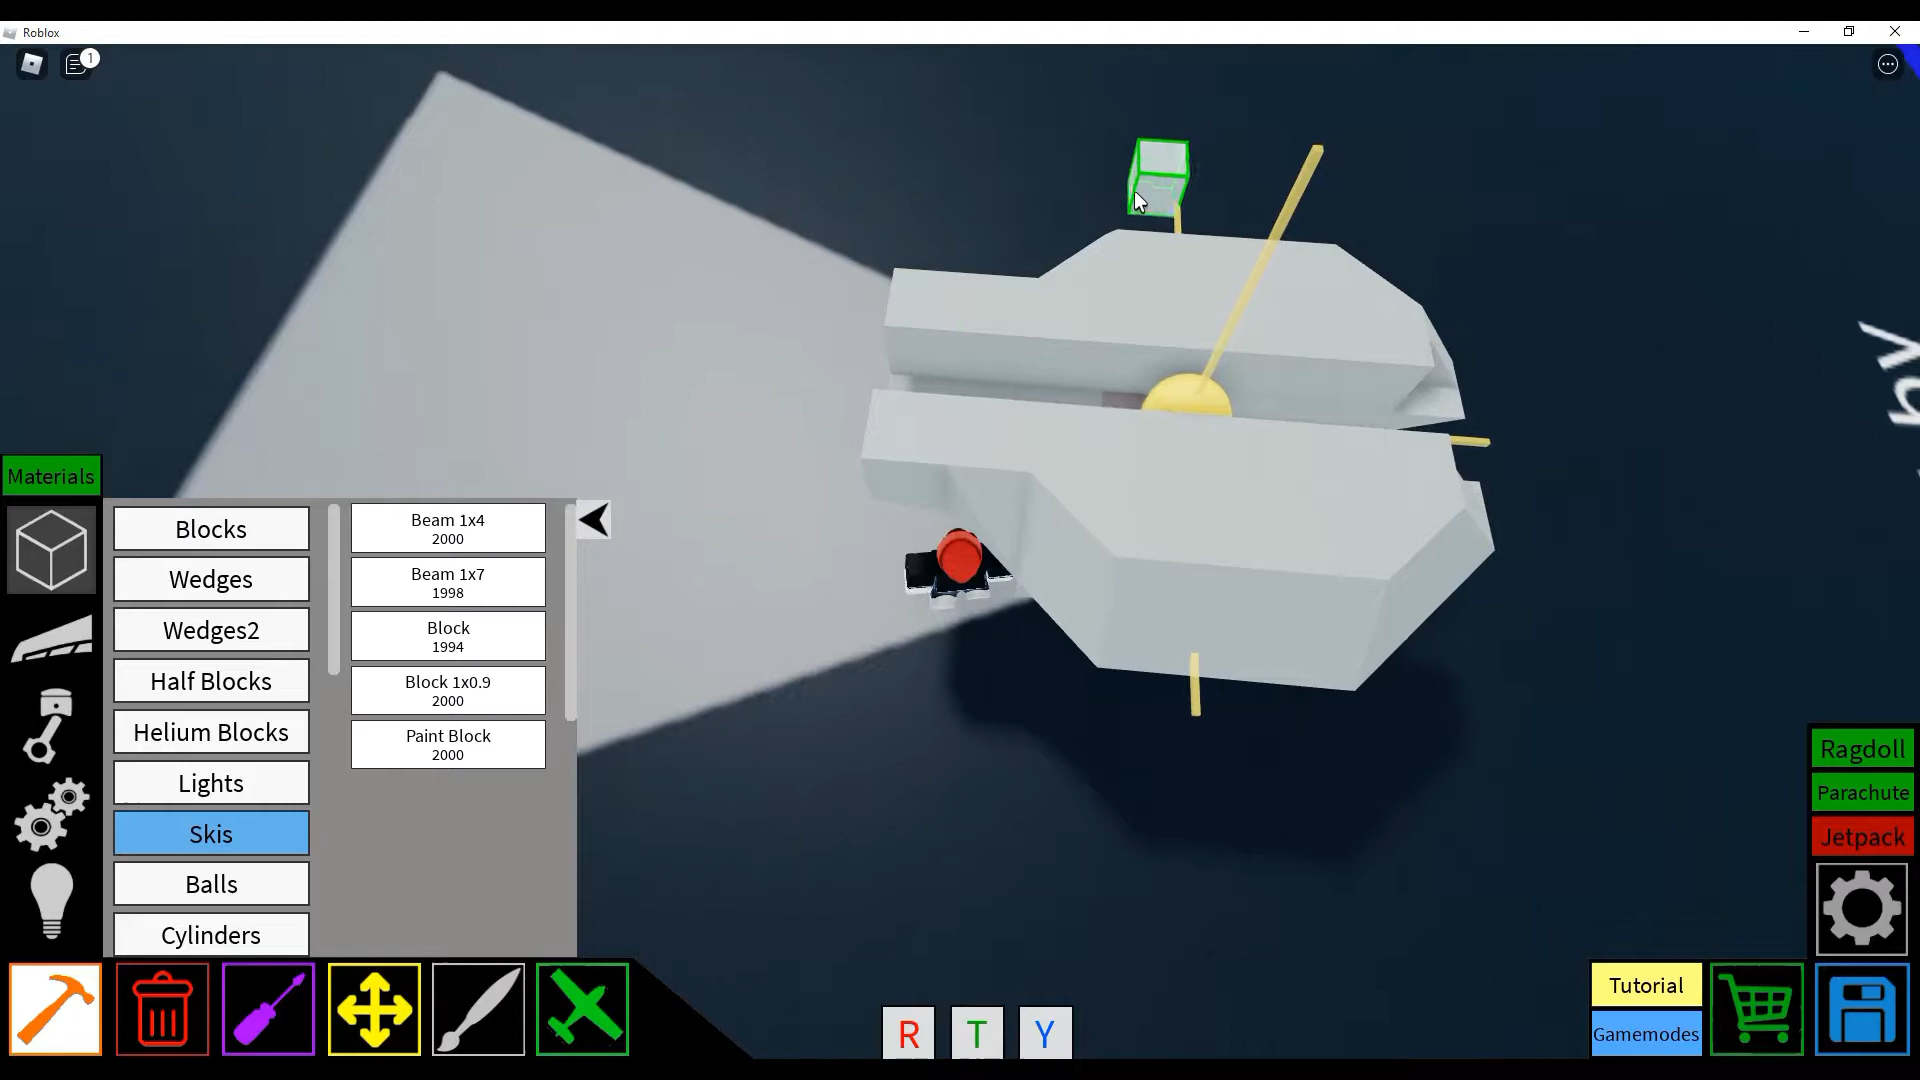 Roblox
1
Materials
Blocks
Wedges
Wedges2
Half Blocks
Helium Blocks
Lights
Skis
Balls
Cylinders
Beam 1x4
2000
Beam 1x7
1998
Block
1994
Block 1x0.9
2000
Paint Block
2000
Ragdoll
Parachute
Jetpack
Tutorial
Gamemodes
R T Y